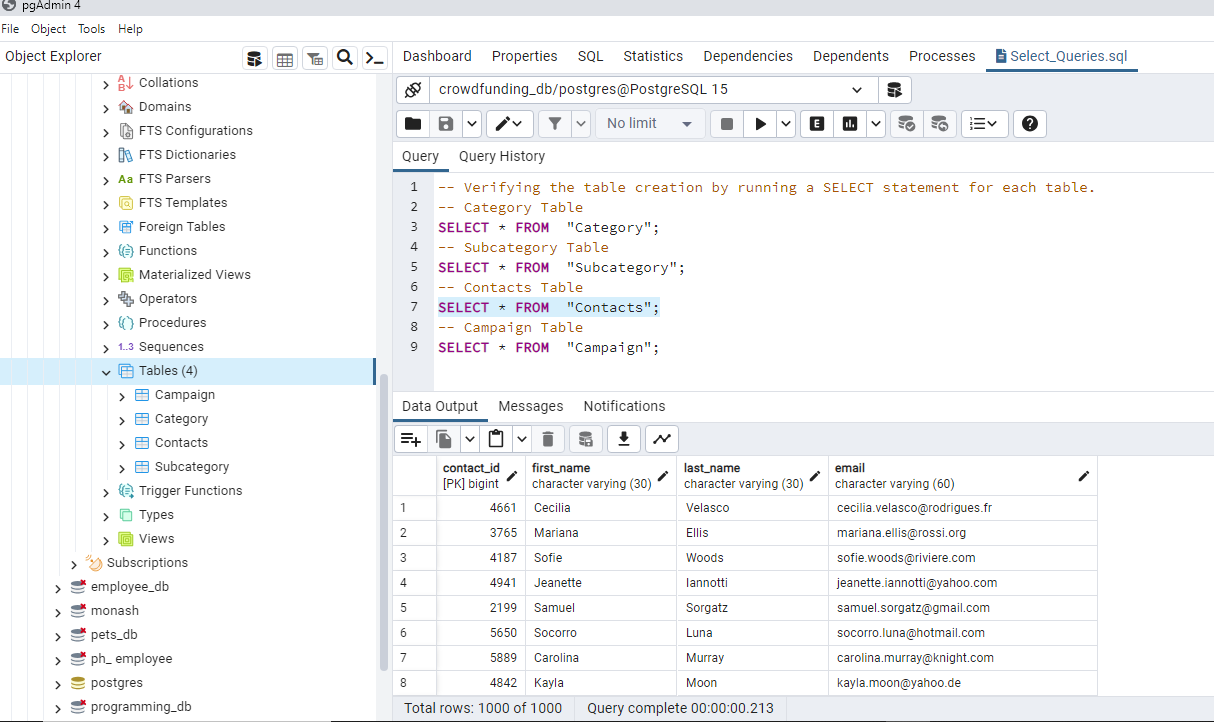 pgAdmin 4
File Object Tools Help
Object Explorer
Dashboard Properties SQL Statistics Dependencies Dependents Processes Select_Queries.sql
Collations
Domains
FTS Configurations
FTS Dictionaries
Aa FTS Parsers
FTS Templates
Foreign Tables
Functions
Materialized Views
Operators
Procedures
1..3 Sequences
Tables (4)
Campaign
Category
Contacts
Subcategory
Trigger Functions
Types
Views
Subscriptions
employee_db
monash
pets_db
ph_ employee
postgres
programming_db
crowdfunding_db/postgres@PostgreSQL 15
No limit
E
Query Query History
1 -- Verifying the table creation by running a SELECT statement for each table.
2 -- Category Table
3 SELECT * FROM "Category";
4 -- Subcategory Table
5 SELECT * FROM "Subcategory";
6 -- Contacts Table
7 SELECT * FROM "Contacts";
8 -- Campaign Table
9 SELECT * FROM "Campaign";
Data Output Messages Notifications
contact_id first_name last_name email
[PK] bigint character varying (30) character varying (30) character varying (60)
1 4661 Cecilia Velasco cecilia.velasco@rodrigues.fr
2 3765 Mariana Ellis mariana.ellis@rossi.org
3 4187 Sofie Woods sofie.woods@riviere.com
4 4941 Jeanette Iannotti jeanette.iannotti@yahoo.com
5 2199 Samuel Sorgatz samuel.sorgatz@gmail.com
6 5650 Socorro Luna socorro.luna@hotmail.com
7 5889 Carolina Murray carolina.murray@knight.com
8 4842 Kayla Moon kayla.moon@yahoo.de
Total rows: 1000 of 1000 Query complete 00:00:00.213